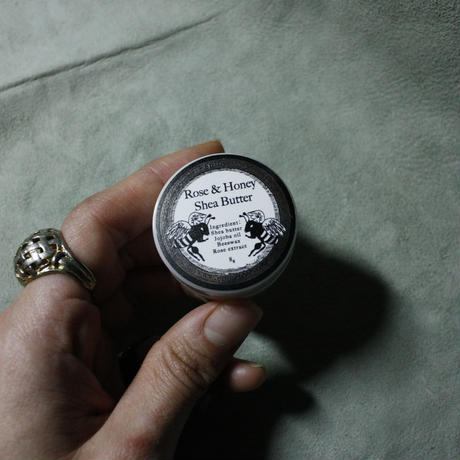 Rose & Honey
Shea Butter
Ingredient:
Shea butter
Jojoba oil
Beeswax
Rose extract
8g